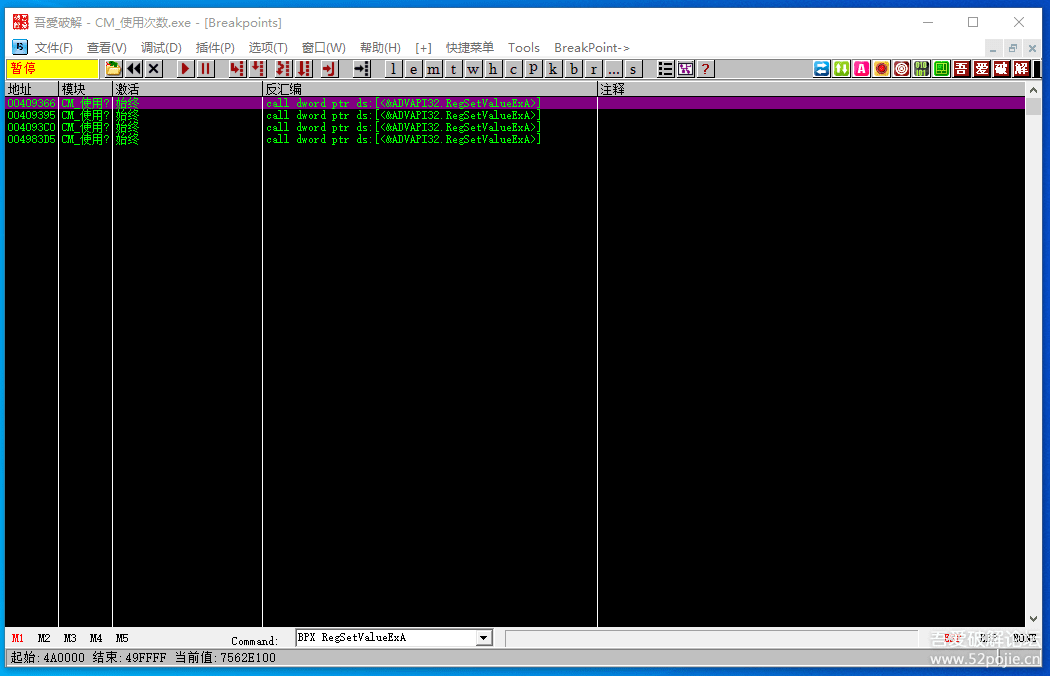 吾爱破解 - CM_使用次数.exe - [Breakpoints]
文件(F) 查看(V) 调试(D) 插件(P) 选项(T) 窗口(W) 帮助(H) [+] 快捷菜单 Tools BreakPoint->
暂停 l e m t w h c p k b r ... s ? A 吾 爱 破 解
地址 模块 激活 反汇编 注释
00409366 CM_使用? 始终 call dword ptr ds:[<&ADVAPI32.RegSetValueExA>]
00409395 CM_使用? 始终 call dword ptr ds:[<&ADVAPI32.RegSetValueExA>]
004093C0 CM_使用? 始终 call dword ptr ds:[<&ADVAPI32.RegSetValueExA>]
004983D5 CM_使用? 始终 call dword ptr ds:[<&ADVAPI32.RegSetValueExA>]
M1 M2 M3 M4 M5 Command: BPX RegSetValueExA
起始:4A0000 结束:49FFFF 当前值:7562E100
吾爱破解论坛
www.52pojie.cn